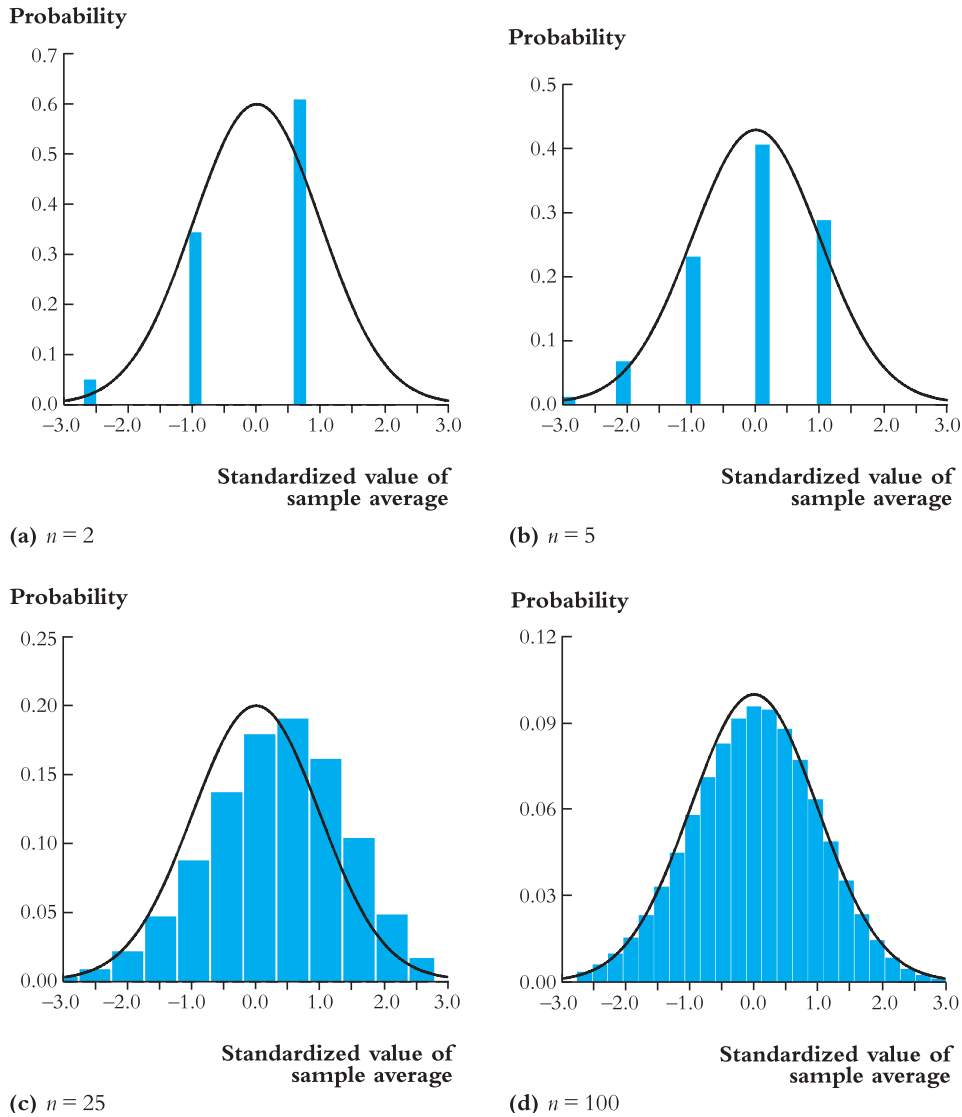 Probability
0.7
0.6
0.5
0.4
0.3
0.2
0.1
0.0
–3.0 –2.0 –1.0 0.0 1.0 2.0 3.0
Standardized value of
sample average
(a) n = 2
Probability
0.5
0.4
0.3
0.2
0.1
0.0
–3.0 –2.0 –1.0 0.0 1.0 2.0 3.0
Standardized value of
sample average
(b) n = 5
Probability
0.25
0.20
0.15
0.10
0.05
0.00
–3.0 –2.0 –1.0 0.0 1.0 2.0 3.0
Standardized value of
sample average
(c) n = 25
Probability
0.12
0.09
0.06
0.03
0.00
–3.0 –2.0 –1.0 0.0 1.0 2.0 3.0
Standardized value of
sample average
(d) n = 100